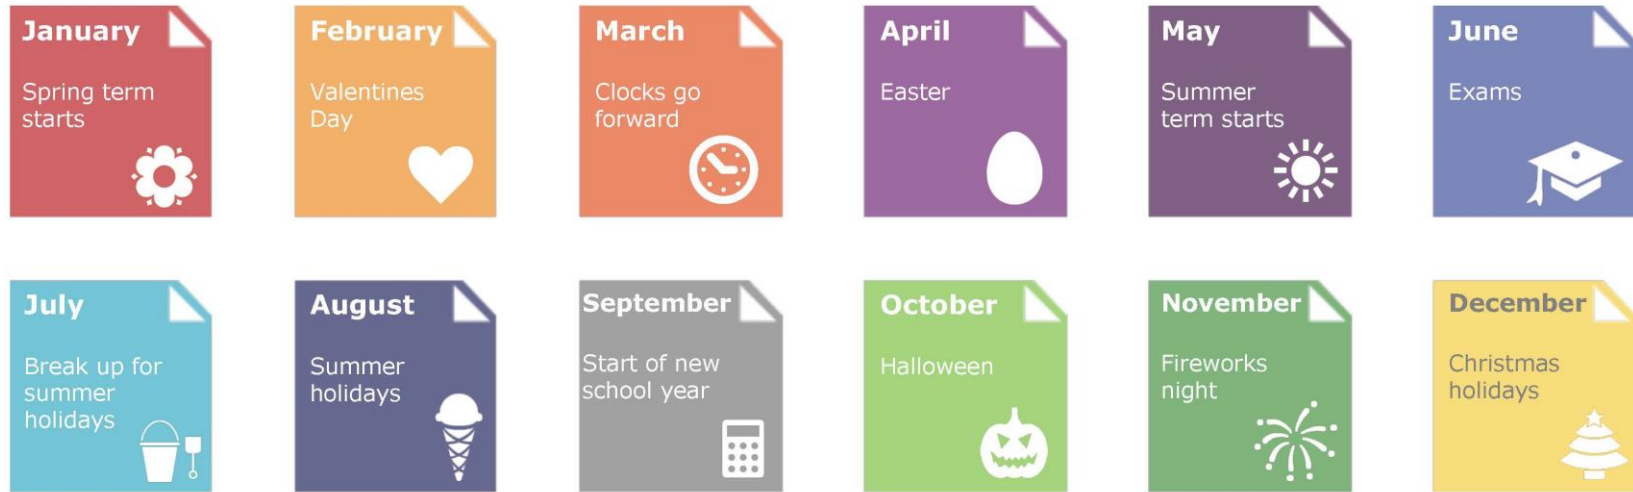 January
Spring term
starts
February
Valentines
Day
March
Clocks go
forward
April
Easter
May
Summer
term starts
June
Exams
July
Break up for
summer
holidays
August
Summer
holidays
September
Start of new
school year
October
Halloween
November
Fireworks
night
December
Christmas
holidays